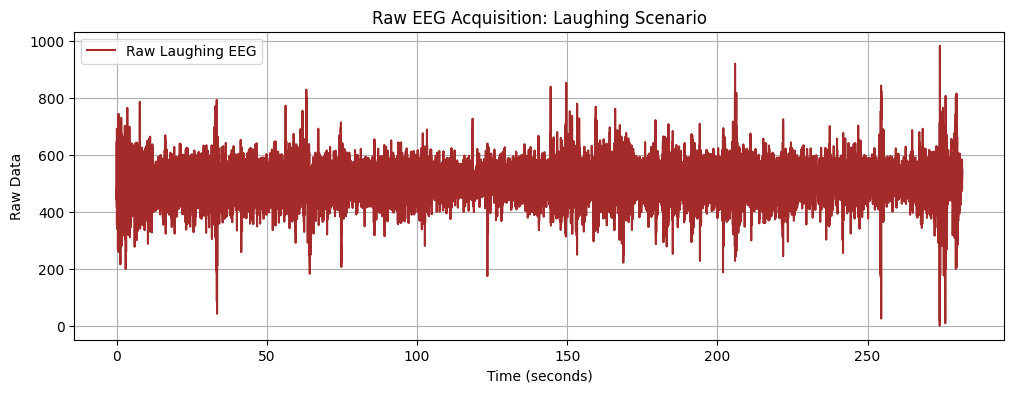 Raw EEG Acquisition: Laughing Scenario
Raw Laughing EEG
1000
800
600
400
200
0
Raw Data
0 50 100 150 200 250
Time (seconds)